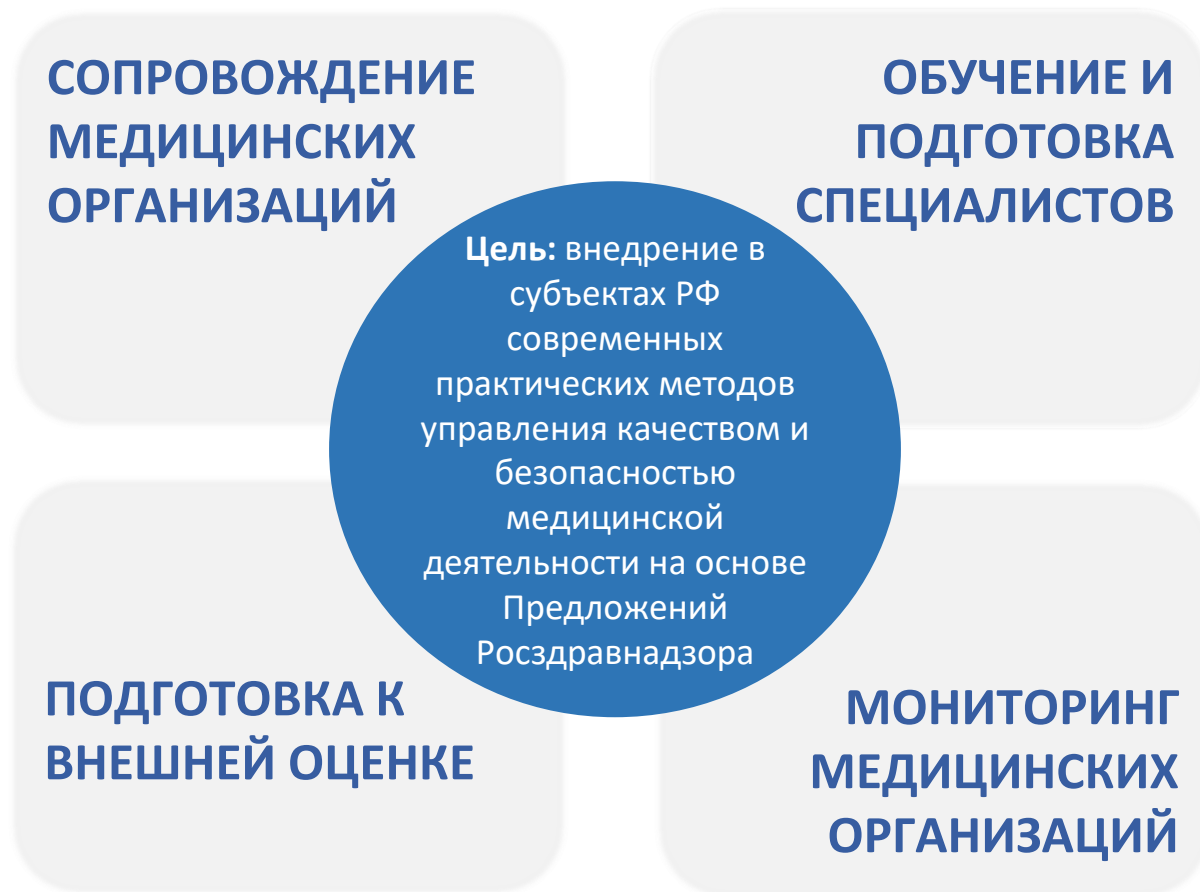 СОПРОВОЖДЕНИЕ
МЕДИЦИНСКИХ
ОРГАНИЗАЦИЙ
ОБУЧЕНИЕ И
ПОДГОТОВКА
СПЕЦИАЛИСТОВ
Цель: внедрение в
субъектах РФ
современных
практических методов
управления качеством и
безопасностью
медицинской
деятельности на основе
Предложений
Росздравнадзора
ПОДГОТОВКА К
ВНЕШНЕЙ ОЦЕНКЕ
МОНИТОРИНГ
МЕДИЦИНСКИХ
ОРГАНИЗАЦИЙ